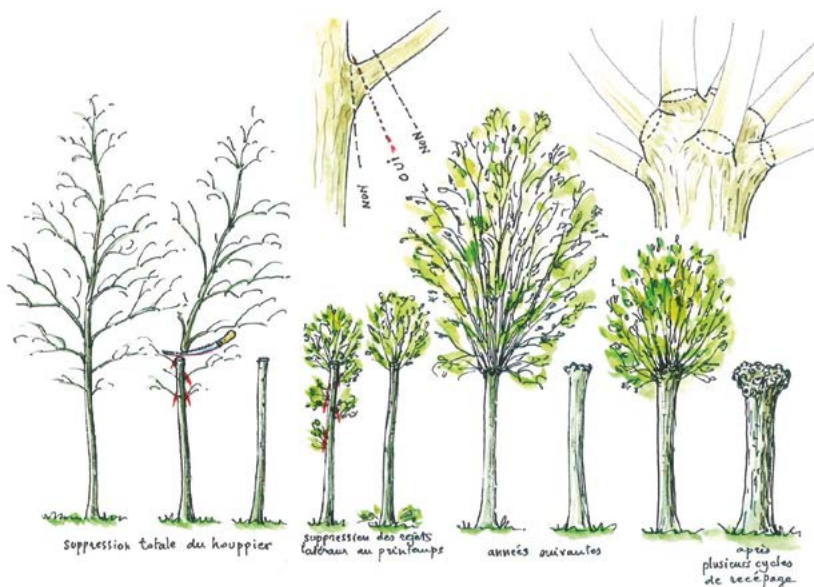 NON
OUI
NON
suppression totale du houppier
suppression des rejets
latéraux au printemps
années suivantes
après
plusieurs cycles
de recépage